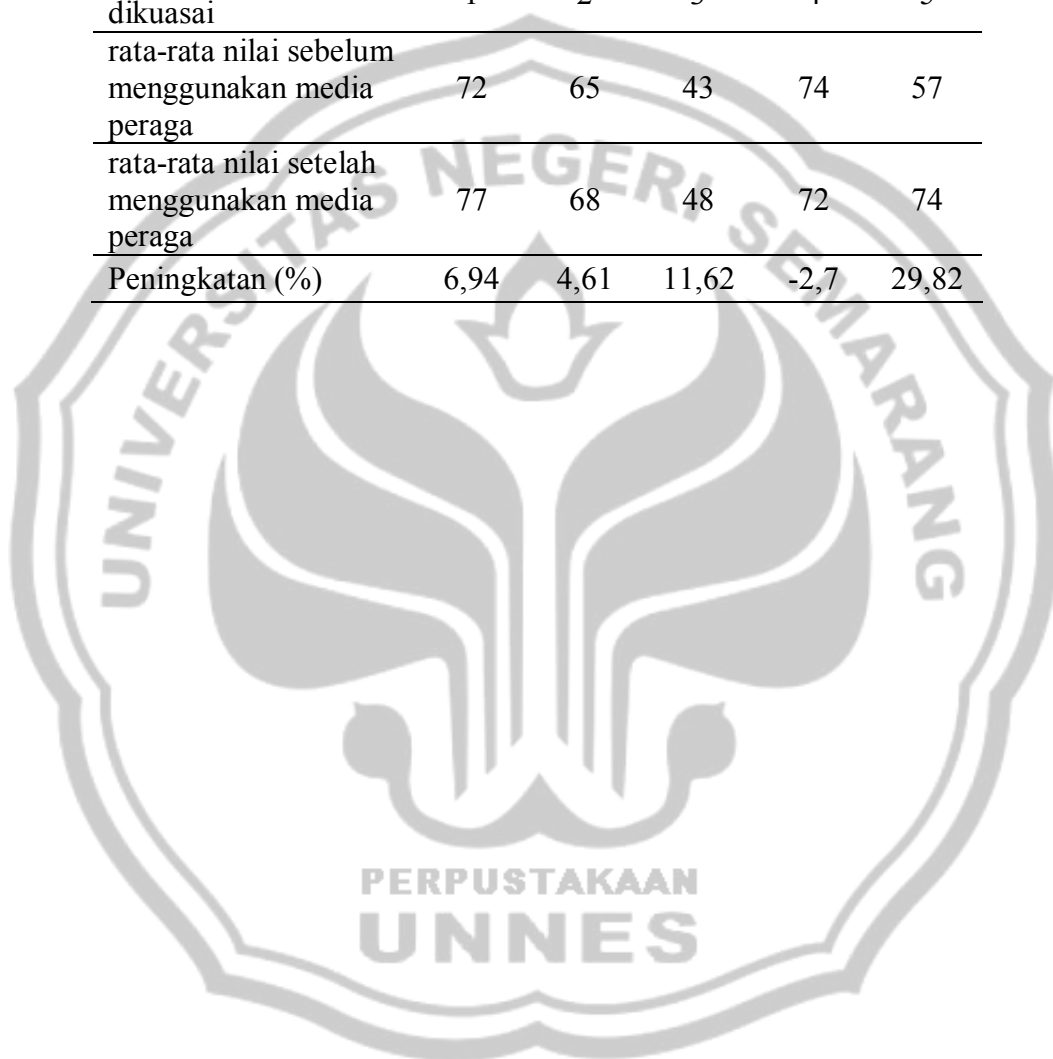 dikuasai 2
rata-rata nilai sebelum
menggunakan media 72 65 43 74 57
peraga
rata-rata nilai setelah
menggunakan media 77 68 48 72 74
peraga
Peningkatan (%) 6,94 4,61 11,62 -2,7 29,82
UNIVERSITAS NEGERI SEMARANG
PERPUSTAKAAN
UNNES